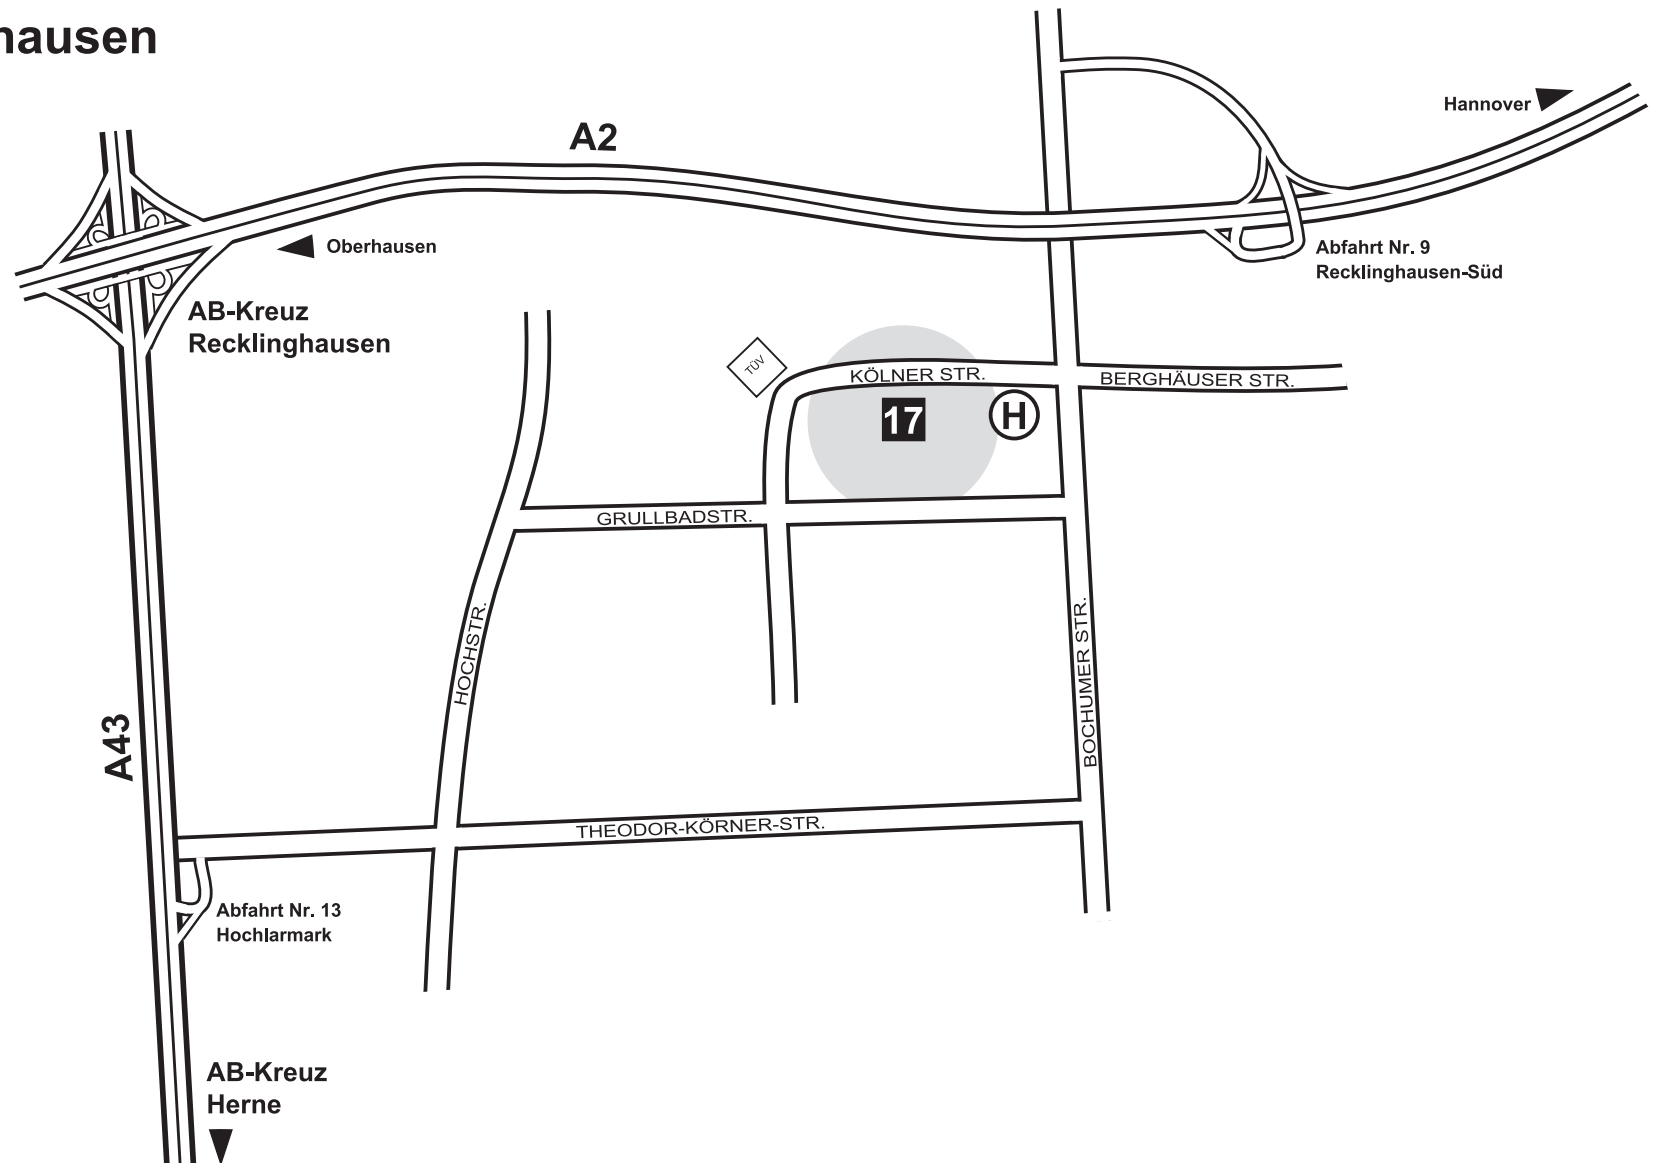 hausen
A2
Hannover
Oberhausen
Abfahrt Nr. 9
Recklinghausen-Süd
AB-Kreuz
Recklinghausen
TÜV
KÖLNER STR.
BERGHÄUSER STR.
17
H
GRULLBADSTR.
HOCHSTR.
BOCHUMER STR.
A43
THEODOR-KÖRNER-STR.
Abfahrt Nr. 13
Hochlarmark
AB-Kreuz
Herne